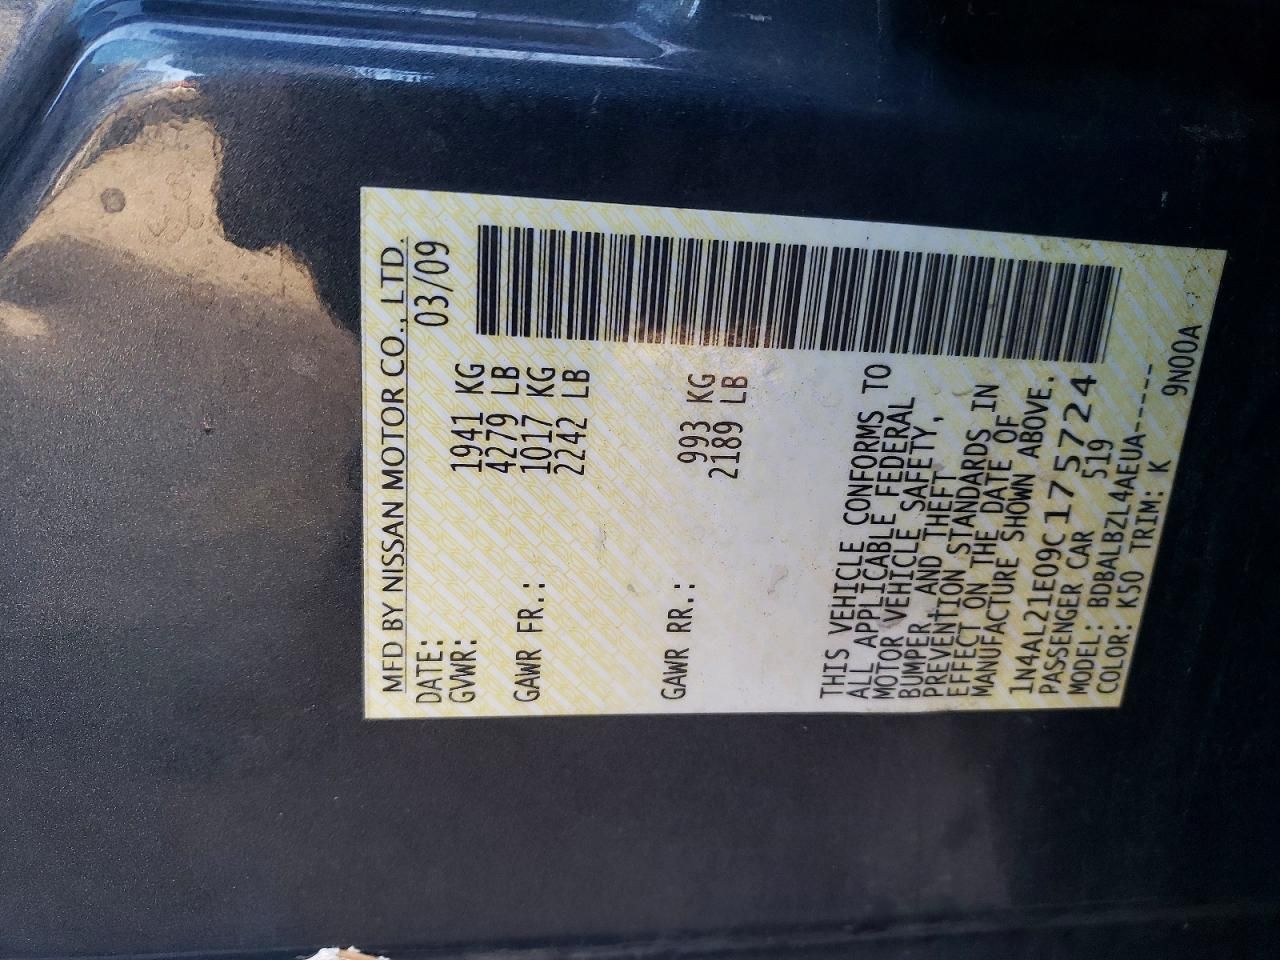 MFD BY NISSAN MOTOR CO., LTD.
DATE: 03/09
GVWR: 1941 KG
4279 LB
GAWR FR.: 1017 KG
2242 LB
GAWR RR.: 993 KG
2189 LB
THIS VEHICLE CONFORMS TO
ALL APPLICABLE FEDERAL
MOTOR VEHICLE SAFETY,
BUMPER, AND THEFT
PREVENTION STANDARDS IN
EFFECT ON THE DATE OF
MANUFACTURE SHOWN ABOVE.
1N4AL21E09C175724
PASSENGER CAR 519
MODEL: BDBALBZL4AEUA-----
COLOR: K50 TRIM: K 9N00A